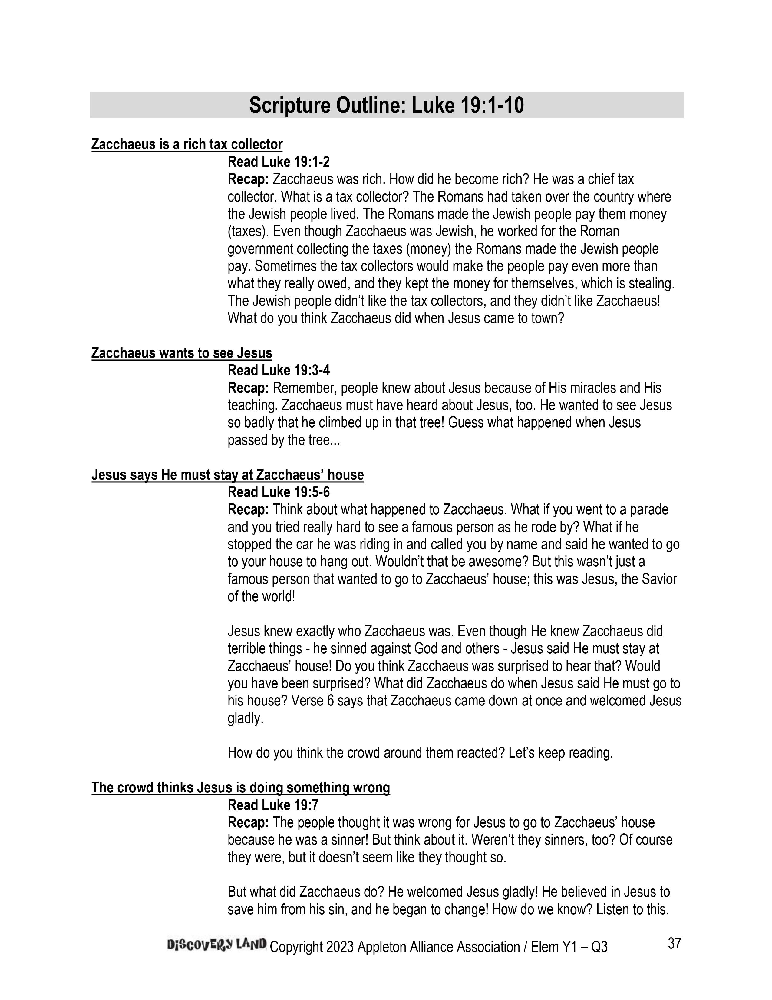 Scripture Outline: Luke 19:1-10
Zacchaeus is a rich tax collector
Read Luke 19:1-2
Recap: Zacchaeus was rich. How did he become rich? He was a chief tax
collector. What is a tax collector? The Romans had taken over the country where
the Jewish people lived. The Romans made the Jewish people pay them money
(taxes). Even though Zacchaeus was Jewish, he worked for the Roman
government collecting the taxes (money) the Romans made the Jewish people
pay. Sometimes the tax collectors would make the people pay even more than
what they really owed, and they kept the money for themselves, which is stealing.
The Jewish people didn’t like the tax collectors, and they didn’t like Zacchaeus!
What do you think Zacchaeus did when Jesus came to town?
Zacchaeus wants to see Jesus
Read Luke 19:3-4
Recap: Remember, people knew about Jesus because of His miracles and His
teaching. Zacchaeus must have heard about Jesus, too. He wanted to see Jesus
so badly that he climbed up in that tree! Guess what happened when Jesus
passed by the tree...
Jesus says He must stay at Zacchaeus’ house
Read Luke 19:5-6
Recap: Think about what happened to Zacchaeus. What if you went to a parade
and you tried really hard to see a famous person as he rode by? What if he
stopped the car he was riding in and called you by name and said he wanted to go
to your house to hang out. Wouldn’t that be awesome? But this wasn’t just a
famous person that wanted to go to Zacchaeus’ house; this was Jesus, the Savior
of the world!
Jesus knew exactly who Zacchaeus was. Even though He knew Zacchaeus did
terrible things - he sinned against God and others - Jesus said He must stay at
Zacchaeus’ house! Do you think Zacchaeus was surprised to hear that? Would
you have been surprised? What did Zacchaeus do when Jesus said He must go to
his house? Verse 6 says that Zacchaeus came down at once and welcomed Jesus
gladly.
How do you think the crowd around them reacted? Let’s keep reading.
The crowd thinks Jesus is doing something wrong
Read Luke 19:7
Recap: The people thought it was wrong for Jesus to go to Zacchaeus’ house
because he was a sinner! But think about it. Weren’t they sinners, too? Of course
they were, but it doesn’t seem like they thought so.
But what did Zacchaeus do? He welcomed Jesus gladly! He believed in Jesus to
save him from his sin, and he began to change! How do we know? Listen to this.
DiSCOVERY LAND Copyright 2023 Appleton Alliance Association / Elem Y1 – Q3 37